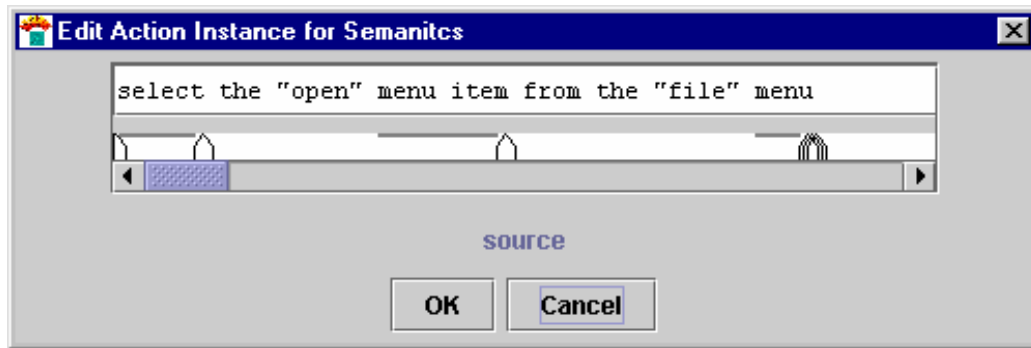 Edit Action Instance for Semanitcs
select the "open" menu item from the "file" menu
source
OK Cancel